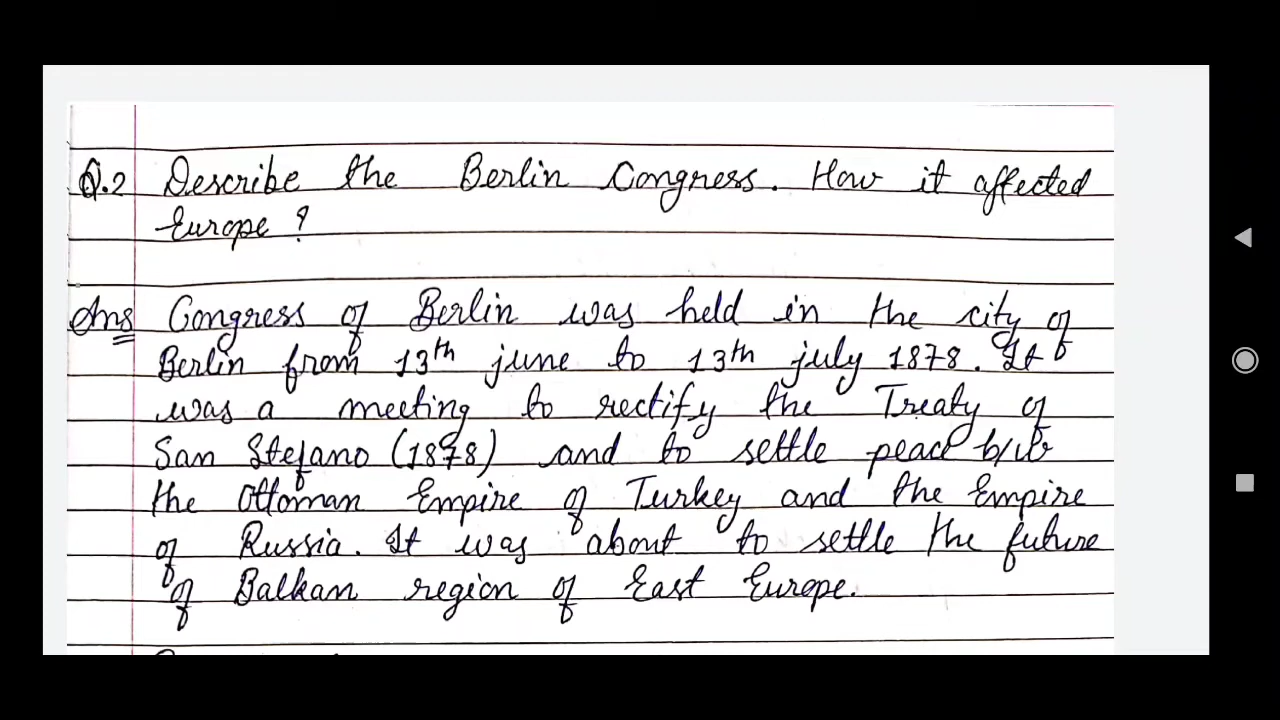 Q.2 Describe the Berlin Congress. How it affected
Europe ?
Ans Congress of Berlin was held in the city of
Berlin from 13th june to 13th july 1878. It
was a meeting to rectify the Treaty of
San Stefano (1878) and to settle peace b/w
the Ottoman Empire of Turkey and the Empire
of Russia. It was about to settle the future
of Balkan region of East Europe.